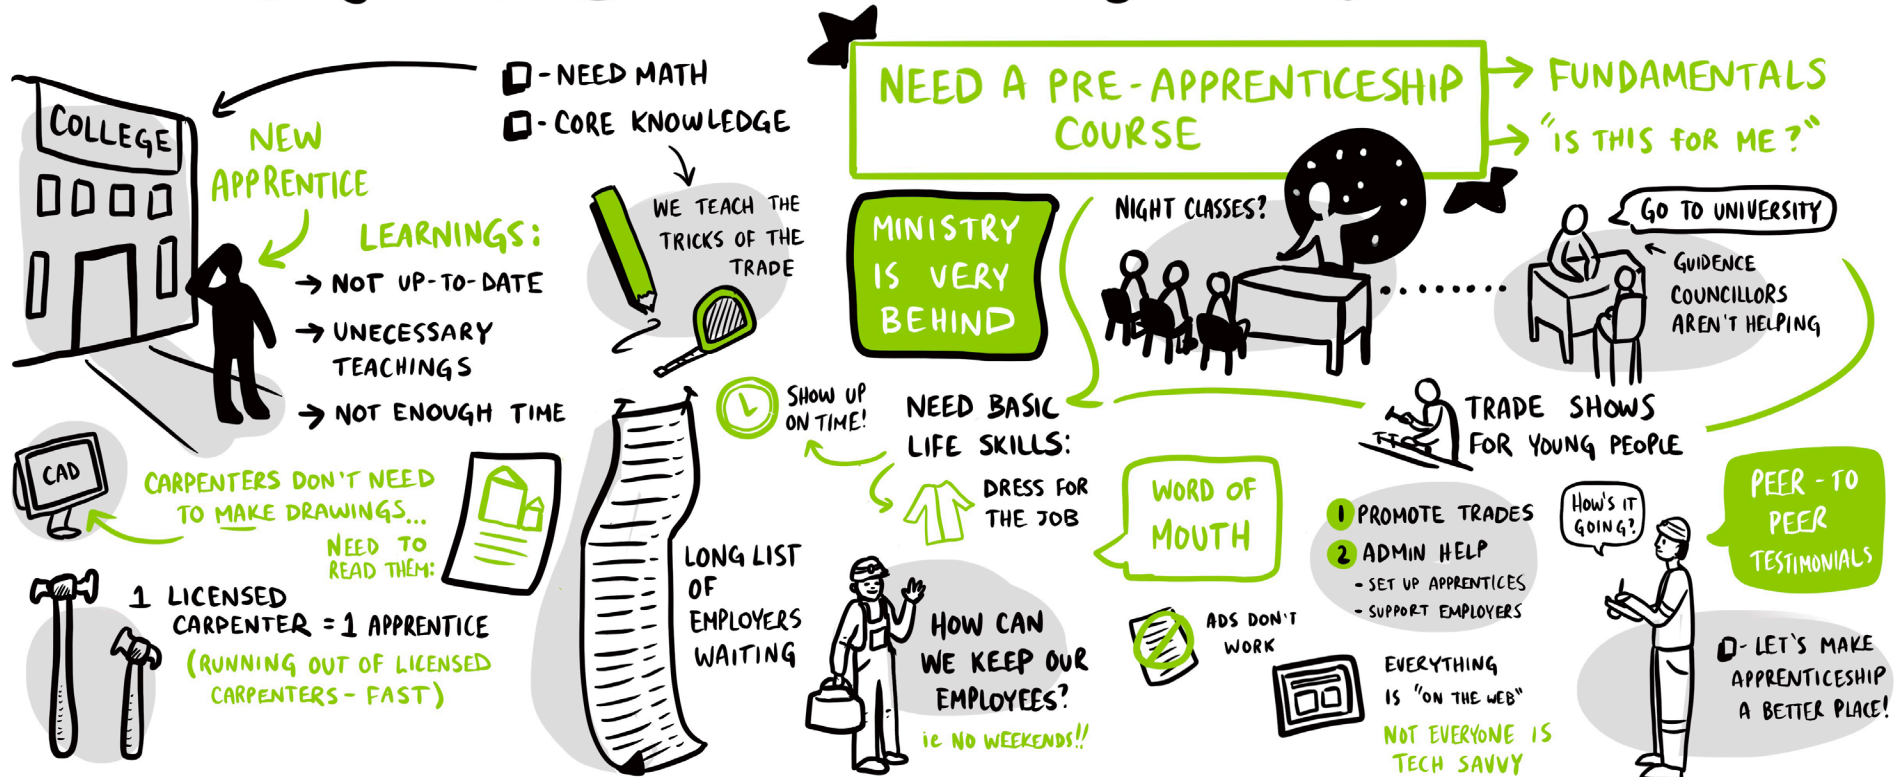 COLLEGE
NEW
APPRENTICE
- NEED MATH
- CORE KNOWLEDGE
LEARNINGS:
NOT UP-TO-DATE
UNECESSARY
TEACHINGS
NOT ENOUGH TIME
WE TEACH THE
TRICKS OF THE
TRADE
NEED A PRE-APPRENTICESHIP
COURSE
FUNDAMENTALS
"IS THIS FOR ME?"
MINISTRY
IS VERY
BEHIND
NIGHT CLASSES?
GO TO UNIVERSITY
GUIDENCE
COUNCILLORS
AREN'T HELPING
CAD
CARPENTERS DON'T NEED
TO MAKE DRAWINGS...
NEED TO
READ THEM:
1 LICENSED
CARPENTER = 1 APPRENTICE
(RUNNING OUT OF LICENSED
CARPENTERS - FAST)
LONG LIST
OF
EMPLOYERS
WAITING
SHOW UP
ON TIME!
NEED BASIC
LIFE SKILLS:
DRESS FOR
THE JOB
TRADE SHOWS
FOR YOUNG PEOPLE
WORD OF
MOUTH
HOW CAN
WE KEEP OUR
EMPLOYEES?
ie NO WEEKENDS!!
1 PROMOTE TRADES
2 ADMIN HELP
- SET UP APPRENTICES
- SUPPORT EMPLOYERS
ADS DON'T
WORK
EVERYTHING
IS "ON THE WEB"
NOT EVERYONE IS
TECH SAVVY
HOW'S IT
GOING?
PEER-TO
PEER
TESTIMONIALS
- LET'S MAKE
APPRENTICESHIP
A BETTER PLACE!